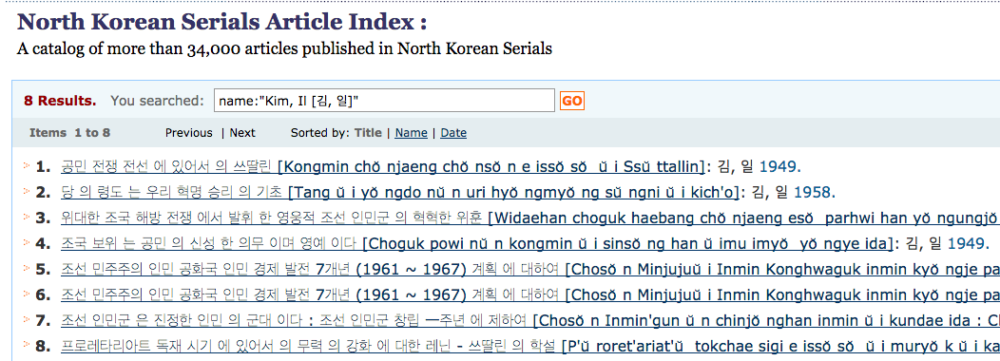 North Korean Serials Article Index :
A catalog of more than 34,000 articles published in North Korean Serials
8 Results. You searched: name:"Kim, Il [김, 일]" GO
Items 1 to 8 Previous | Next Sorted by: Title | Name | Date
> 1. 공민 전쟁 전선 에 있어서 의 쓰딸린 [Kongmin chŏ njaeng chŏ nsŏ n e issŏ sŏ ŭ i Ssŭ ttallin]: 김, 일 1949.
> 2. 당 의 령도 는 우리 혁명 승리 의 기초 [Tang ŭ i yŏ ngdo nŭ n uri hyŏ ngmyŏ ng sŭ ngni ŭ i kich'o]: 김, 일 1958.
> 3. 위대한 조국 해방 전쟁 에서 발휘 한 영웅적 조선 인민군 의 혁혁한 위훈 [Widaehan choguk haebang chŏ njaeng esŏ parhwi han yŏ ngungjŏ
> 4. 조국 보위 는 공민 의 신성 한 의무 이며 영예 이다 [Choguk powi nŭ n kongmin ŭ i sinsŏ ng han ŭ imu imyŏ yŏ ngye ida]: 김, 일 1949.
> 5. 조선 민주주의 인민 공화국 인민 경제 발전 7개년 (1961 ~ 1967) 계획 에 대하여 [Chosŏ n Minjujuŭ i Inmin Konghwaguk inmin kyŏ ngje pa
> 6. 조선 민주주의 인민 공화국 인민 경제 발전 7개년 (1961 ~ 1967) 계획 에 대하여 [Chosŏ n Minjujuŭ i Inmin Konghwaguk inmin kyŏ ngje pa
> 7. 조선 인민군 은 진정한 인민 의 군대 이다 : 조선 인민군 창립 一주년 에 제하여 [Chosŏ n Inmin'gun ŭ n chinjŏ nghan inmin ŭ i kundae ida : Cl
> 8. 프로레타리아트 독재 시기 에 있어서 의 무력 의 강화 에 대한 레닌 - 쓰딸린 의 학설 [P'ŭ roret'ariat'ŭ tokchae sigi e issŏ sŏ ŭ i muryŏ k ŭ i ka